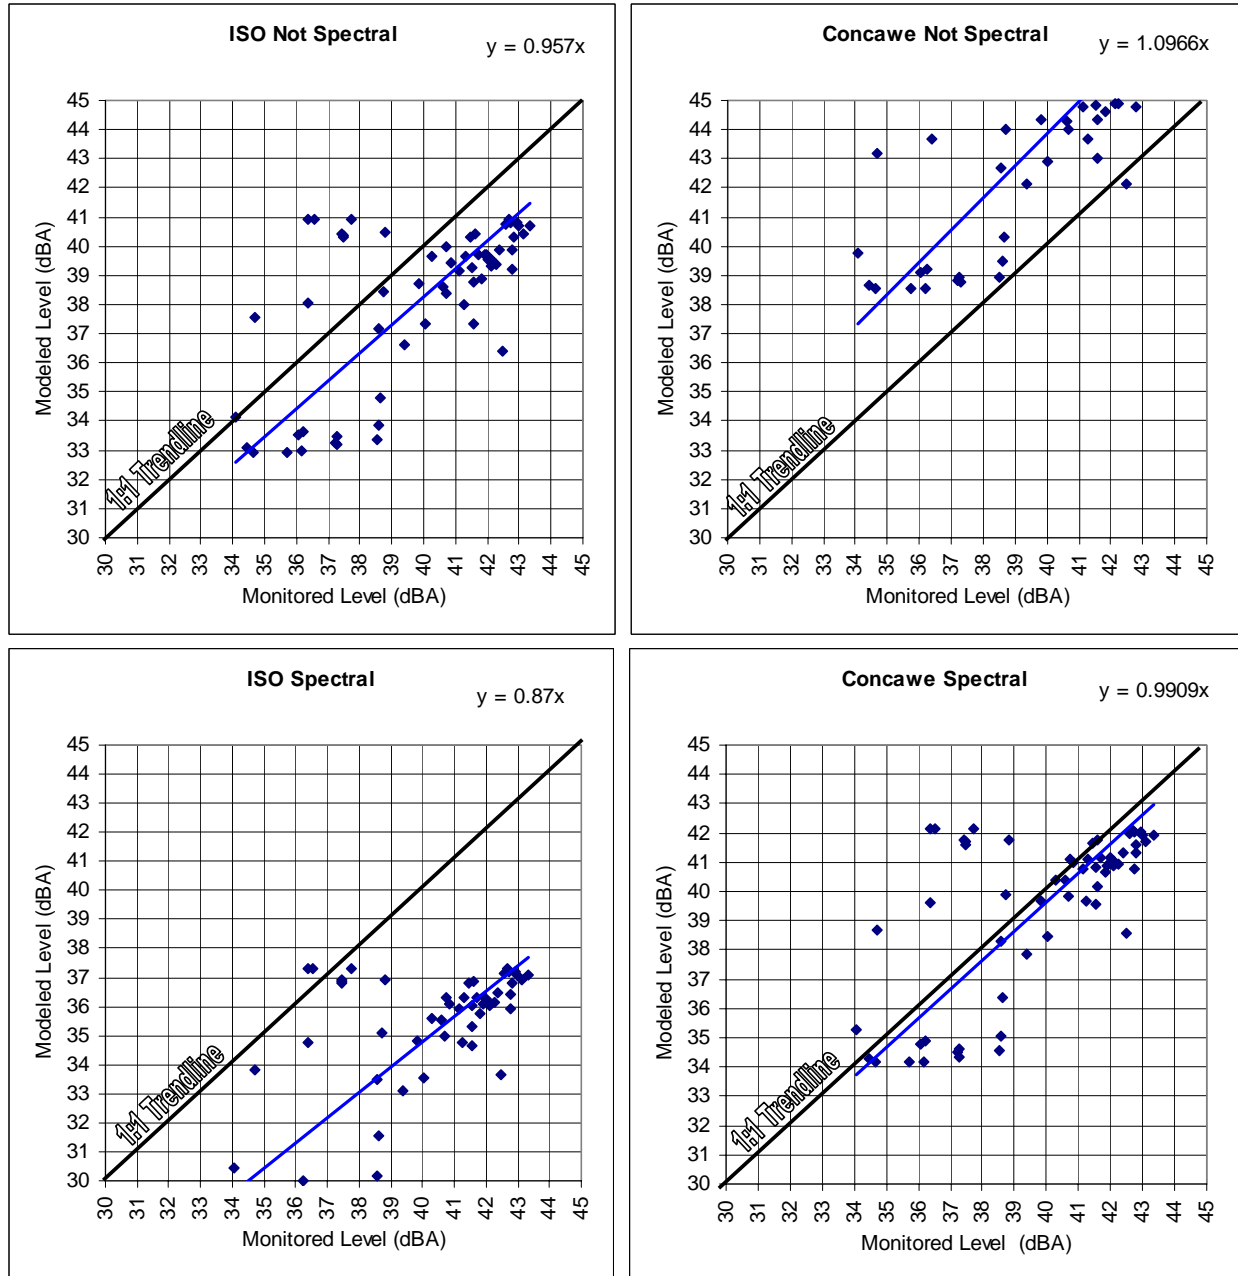 ISO Not Spectral
y = 0.957x
45
44
43
42
41
40
39
38
37
36
35
34
33
32
31
30
Modeled Level (dBA)
1:1 Trendline
30 31 32 33 34 35 36 37 38 39 40 41 42 43 44 45
Monitored Level (dBA)
Concawe Not Spectral
y = 1.0966x
45
44
43
42
41
40
39
38
37
36
35
34
33
32
31
30
Modeled Level (dBA)
1:1 Trendline
30 31 32 33 34 35 36 37 38 39 40 41 42 43 44 45
Monitored Level (dBA)
ISO Spectral
y = 0.87x
45
44
43
42
41
40
39
38
37
36
35
34
33
32
31
30
Modeled Level (dBA)
1:1 Trendline
30 31 32 33 34 35 36 37 38 39 40 41 42 43 44 45
Monitored Level (dBA)
Concawe Spectral
y = 0.9909x
45
44
43
42
41
40
39
38
37
36
35
34
33
32
31
30
Modeled Level (dBA)
1:1 Trendline
30 31 32 33 34 35 36 37 38 39 40 41 42 43 44 45
Monitored Level (dBA)